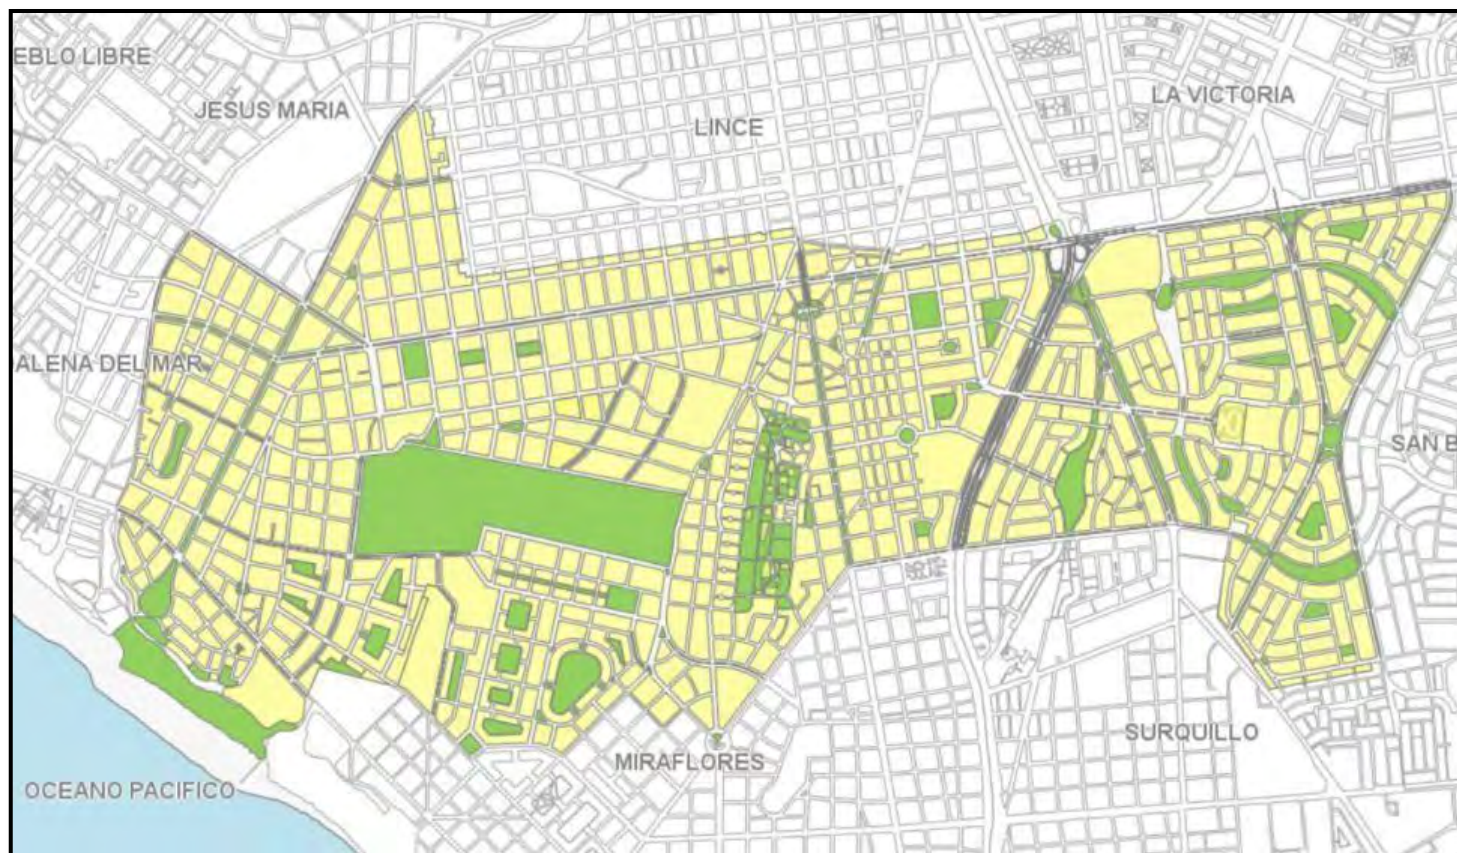 EBLO LIBRE
JESUS MARIA
LINCE
LA VICTORIA
ALENA DEL MAR
SAN B
MIRAFLORES
SURQUILLO
OCEANO PACIFICO